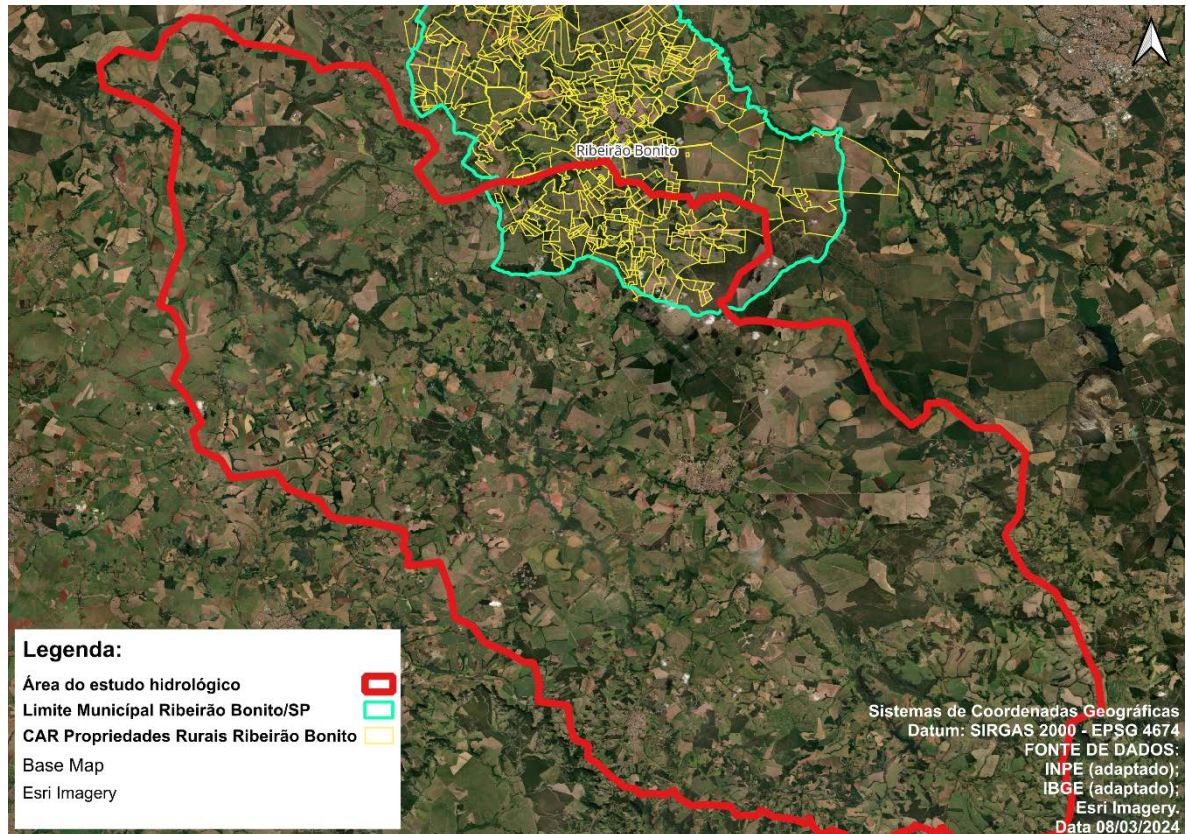 Ribeirão Bonito
Legenda:
Área do estudo hidrológico
Limite Municípal Ribeirão Bonito/SP
CAR Propriedades Rurais Ribeirão Bonito
Base Map
Esri Imagery
Sistemas de Coordenadas Geográficas
Datum: SIRGAS 2000 - EPSG 4674
FONTE DE DADOS:
INPE (adaptado);
IBGE (adaptado);
Esri Imagery.
Data 08/03/2024